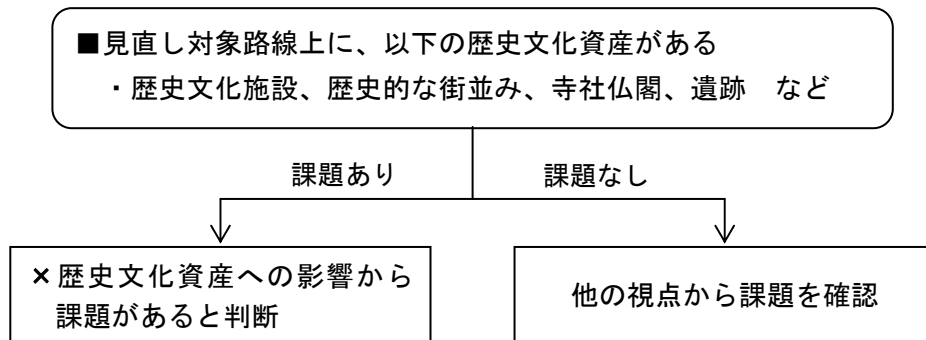 ■見直し対象路線上に、以下の歴史文化資産がある
・歴史文化施設、歴史的な街並み、寺社仏閣、遺跡　など
課題あり
課題なし
×歴史文化資産への影響から
課題があると判断
他の視点から課題を確認